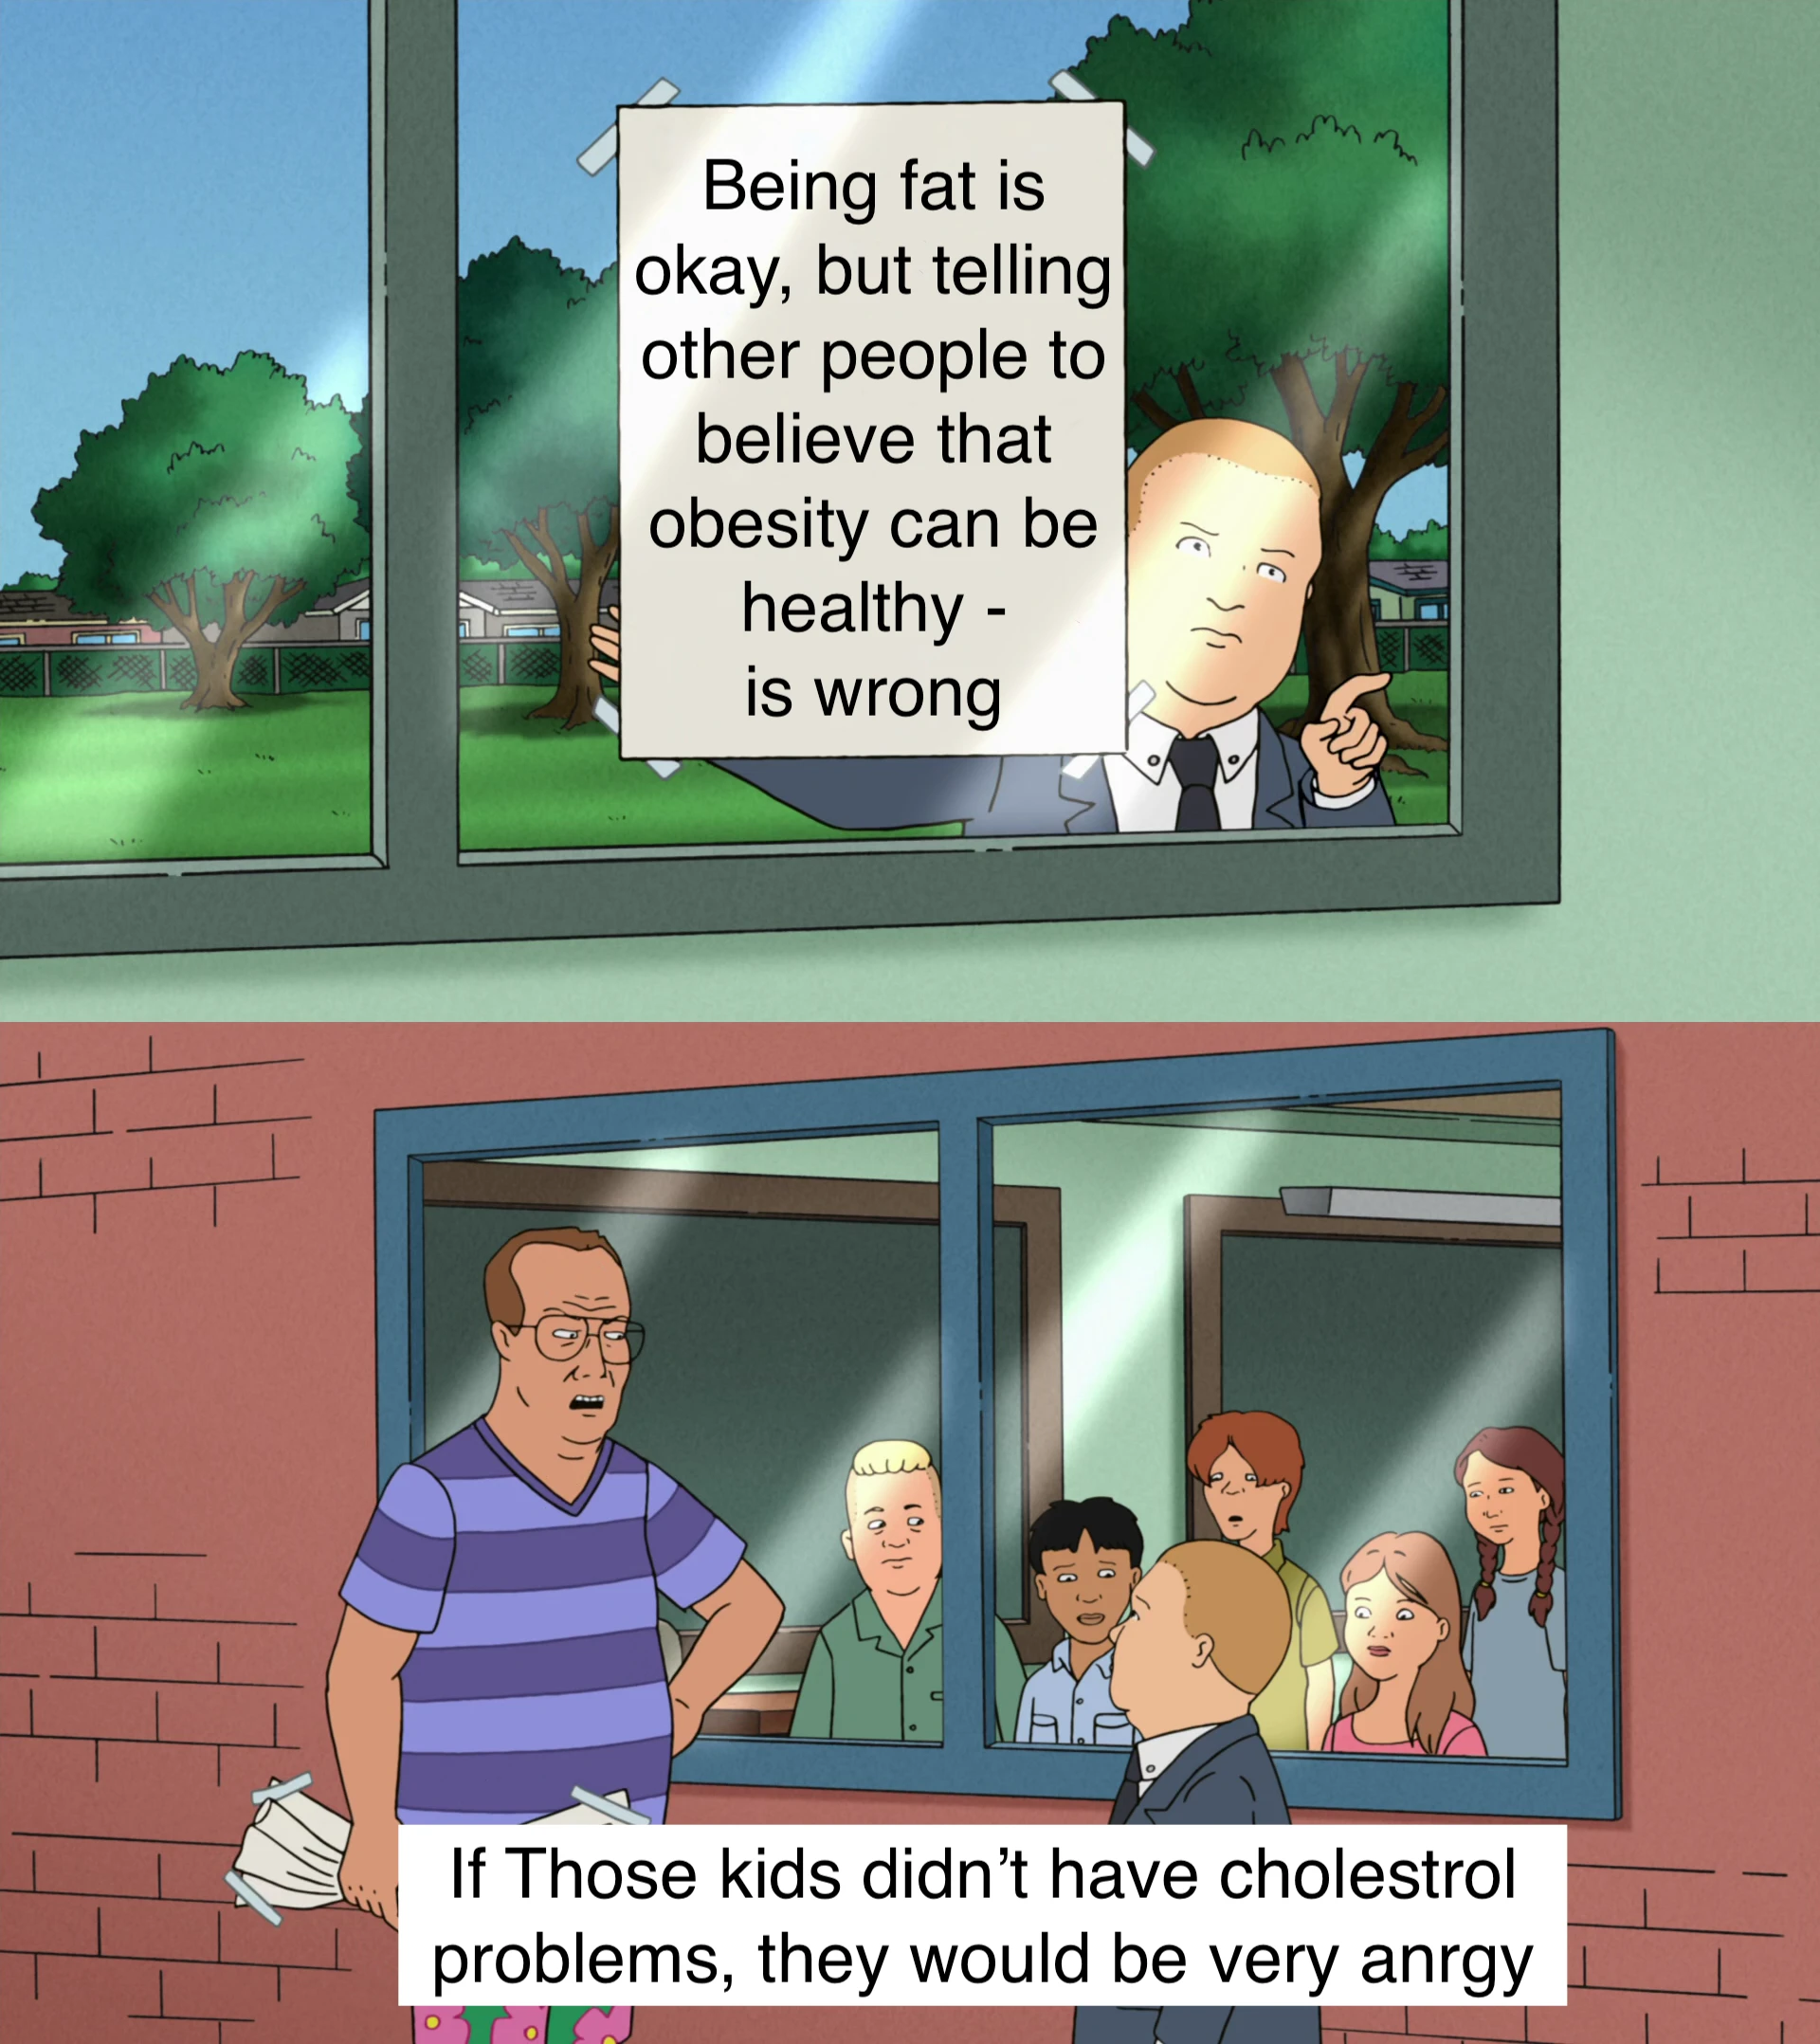 Being fat is
okay, but telling
other people to
believe that
obesity can be
healthy -
is wrong
If Those kids didn’t have cholestrol
problems, they would be very anrgy